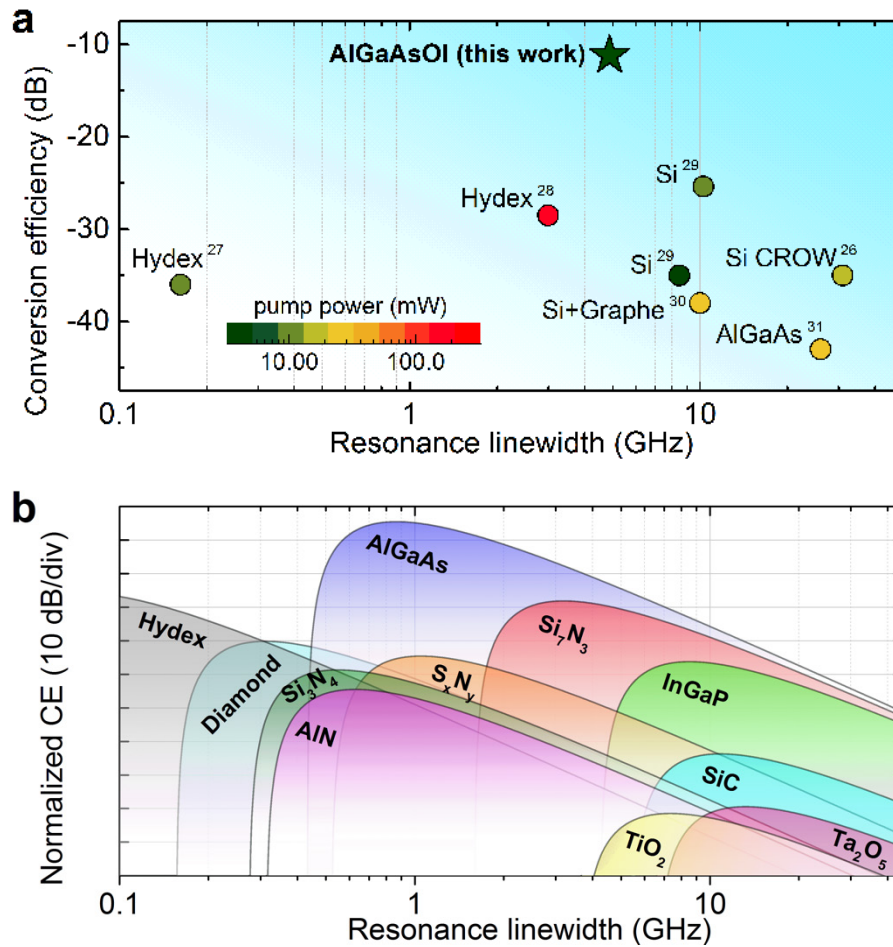 a
-10
-20
-30
-40
Conversion efficiency (dB)
AlGaAsOI (this work)
Hydex 28
Si 29
Hydex 27
Si 29
Si CROW 26
Si+Graphe 30
AlGaAs 31
pump power (mW)
10.00 100.0
0.1 1 10
Resonance linewidth (GHz)
b
Normalized CE (10 dB/div)
AlGaAs
Hydex
Diamond
Si3N4
SxNy
AlN
Si7N3
InGaP
SiC
TiO2
Ta2O5
0.1 1 10
Resonance linewidth (GHz)